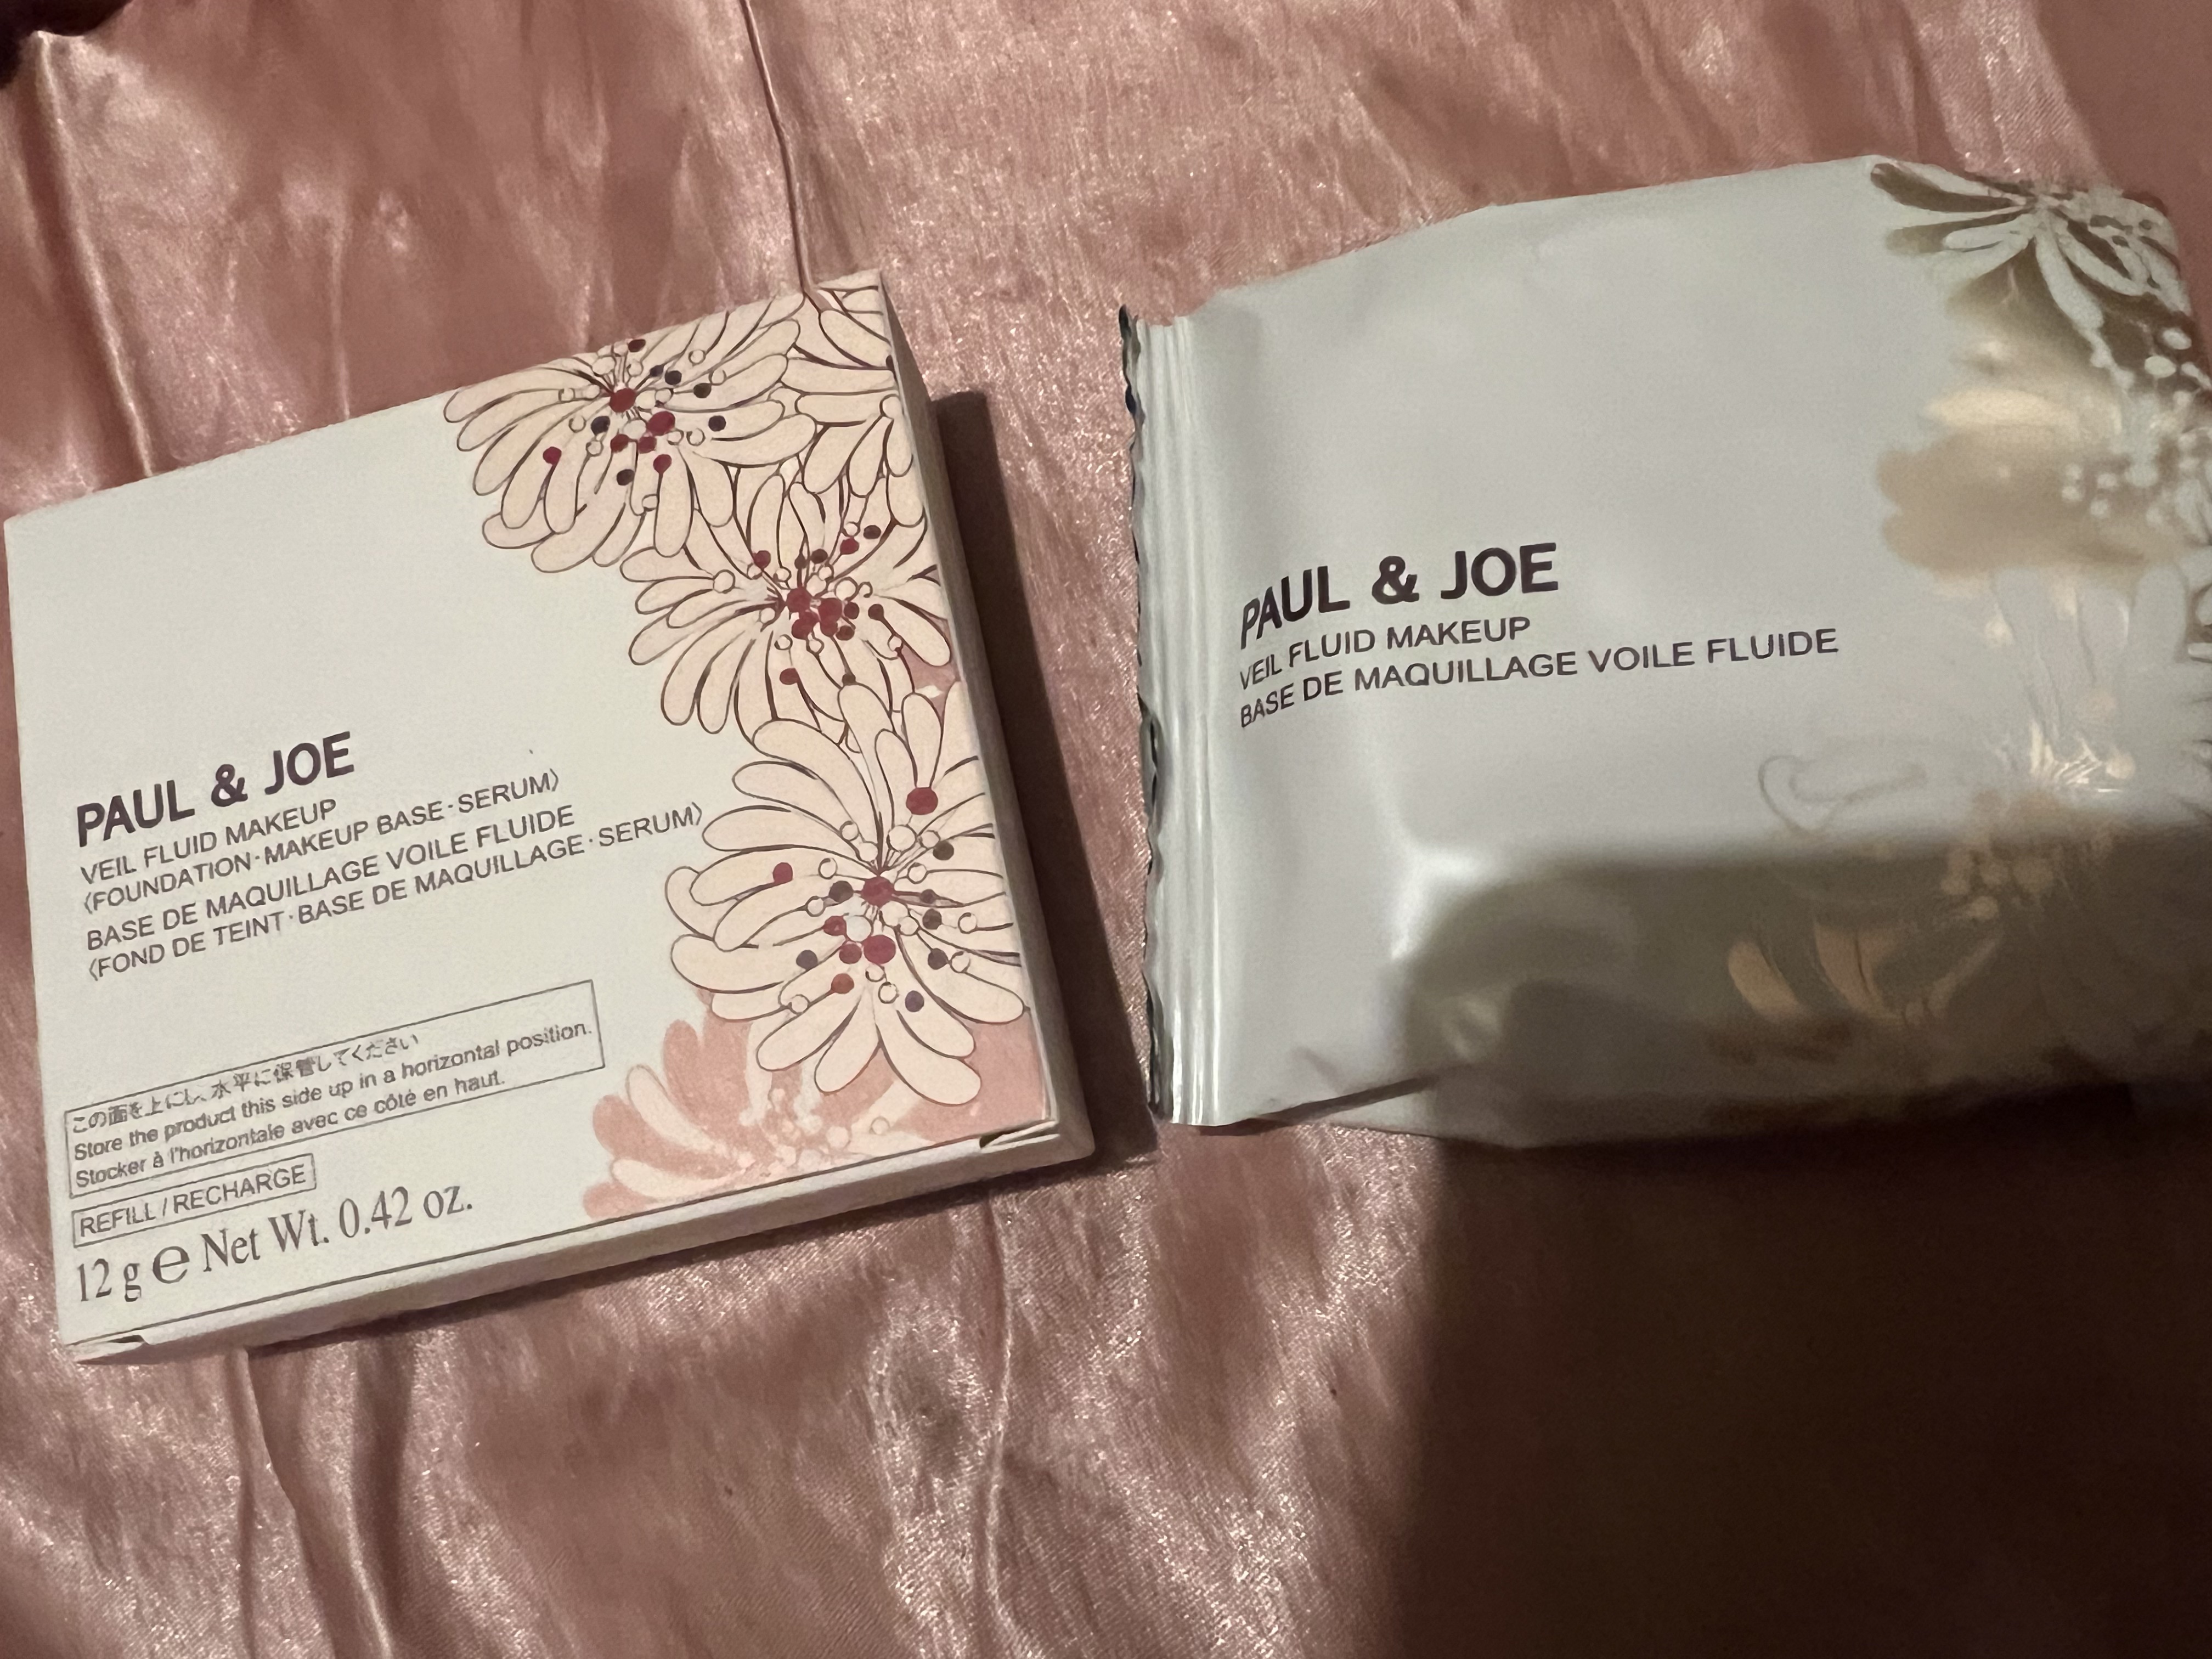 PAUL & JOE
VEIL FLUID MAKEUP
〈FOUNDATION·MAKEUP BASE·SERUM〉
BASE DE MAQUILLAGE VOILE FLUIDE
〈FOND DE TEINT·BASE DE MAQUILLAGE·SERUM〉
この面を上にし、水平に保管してください
Store the product this side up in a horizontal position.
Stocker à l'horizontale avec ce côté en haut.
REFILL / RECHARGE
12 g ℮ Net Wt. 0.42 oz.
PAUL & JOE
VEIL FLUID MAKEUP
BASE DE MAQUILLAGE VOILE FLUIDE